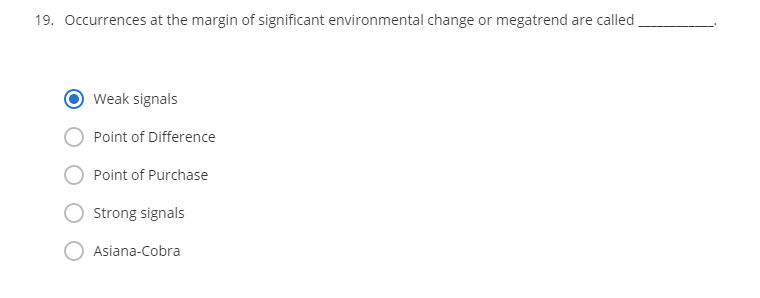 19. Occurrences at the margin of significant environmental change or megatrend are called ____________.
Weak signals
Point of Difference
Point of Purchase
Strong signals
Asiana-Cobra